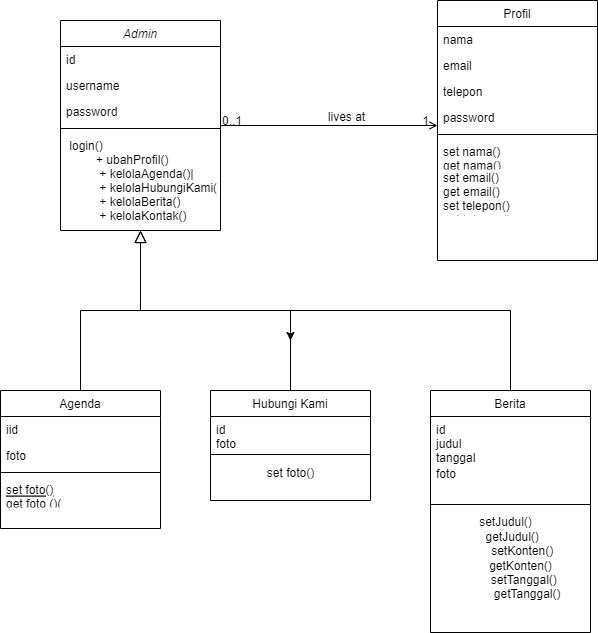 Admin
id
username
password
login()
+ ubahProfil()
+ kelolaAgenda()|
+ kelolaHubungiKami(
+ kelolaBerita()
+ kelolaKontak()
0..1
lives at
1
Profil
nama
email
telepon
password
set nama()
get nama()
set email()
get email()
set telepon()
Agenda
iid
foto
set foto()
get foto ()(
Hubungi Kami
id
foto
set foto()
Berita
id
judul
tanggal
foto
setJudul()
getJudul()
setKonten()
getKonten()
setTanggal()
getTanggal()